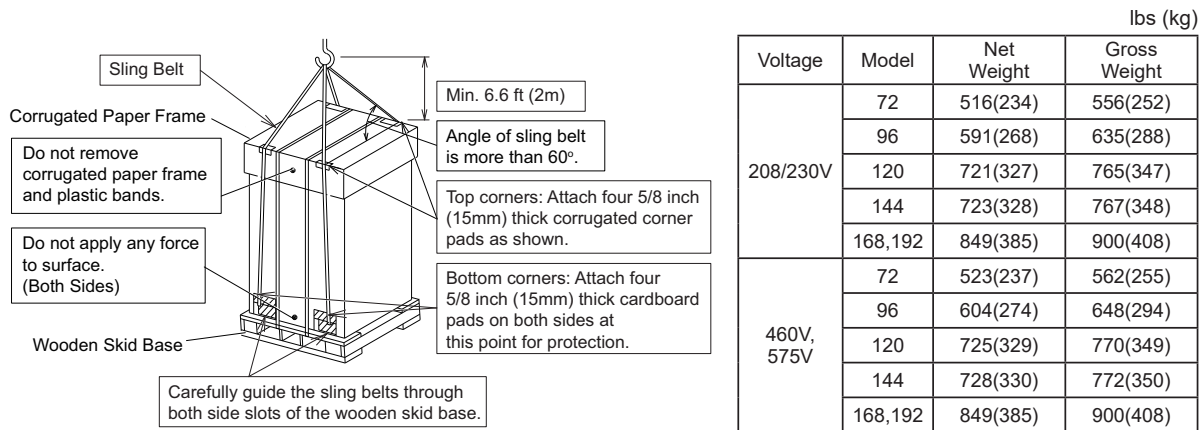 Sling Belt
Corrugated Paper Frame
Do not remove
corrugated paper frame
and plastic bands.
Do not apply any force
to surface.
(Both Sides)
Wooden Skid Base
Min. 6.6 ft (2m)
Angle of sling belt
is more than 60°.
Top corners: Attach four 5/8 inch
(15mm) thick corrugated corner
pads as shown.
Bottom corners: Attach four
5/8 inch (15mm) thick cardboard
pads on both sides at
this point for protection.
Carefully guide the sling belts through
both side slots of the wooden skid base.
lbs (kg)
Voltage Model Net Weight Gross Weight
208/230V 72 516(234) 556(252)
96 591(268) 635(288)
120 721(327) 765(347)
144 723(328) 767(348)
168,192 849(385) 900(408)
460V, 575V 72 523(237) 562(255)
96 604(274) 648(294)
120 725(329) 770(349)
144 728(330) 772(350)
168,192 849(385) 900(408)